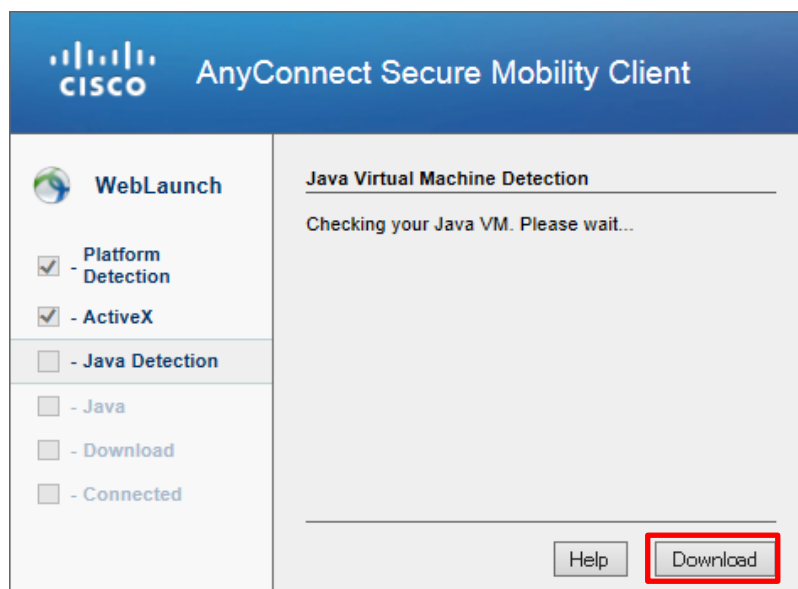 CISCO
AnyConnect Secure Mobility Client
WebLaunch
- Platform
Detection
- ActiveX
- Java Detection
- Java
- Download
- Connected
Java Virtual Machine Detection
Checking your Java VM. Please wait...
Help
Download